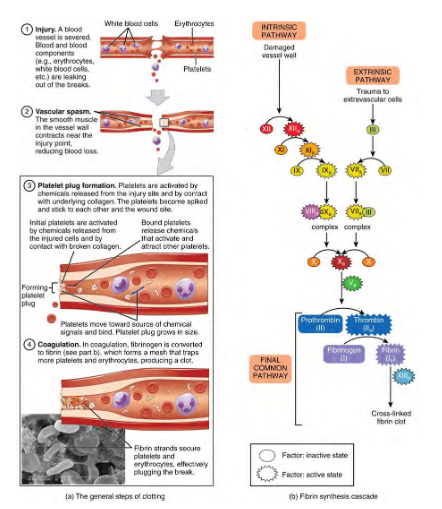 White blood cells
Erythrocytes
1 Injury. A blood
vessel is severed.
Blood and blood
components
(e.g., erythrocytes,
white blood cells,
etc.) are leaking
out of the breaks.
Platelets
2 Vascular spasm.
The smooth muscle
in the vessel wall
contracts near the
injury point,
reducing blood loss.
3 Platelet plug formation. Platelets are activated by
chemicals released from the injury site and by contact
with underlying collagen. The platelets become spiked
and stick to each other and the wound site.
Initial platelets are activated
by chemicals released from
the injured cells and by
contact with broken collagen.
Bound platelets
release chemicals
that activate and
attract other platelets.
Forming
platelet
plug
Platelets move toward source of chemical
signals and bind. Platelet plug grows in size.
4 Coagulation. In coagulation, fibrinogen is converted
to fibrin (see part b), which forms a mesh that traps
more platelets and erythrocytes, producing a clot.
Fibrin strands secure
platelets and
erythrocytes, effectively
plugging the break.
(a) The general steps of clotting
INTRINSIC
PATHWAY
Damaged
vessel wall
EXTRINSIC
PATHWAY
Trauma to
extravascular cells
III
XII
XIIa
XI
XIa
IX
IXa
VIIa
VII
VIIIa
IXa
VIIa
III
complex
complex
X
Xa
X
Va
Prothrombin
(II)
Thrombin
(IIa)
Fibrinogen
(I)
Fibrin
(Ia)
XIIIa
FINAL
COMMON
PATHWAY
Cross-linked
fibrin clot
Factor: inactive state
Factor: active state
(b) Fibrin synthesis cascade